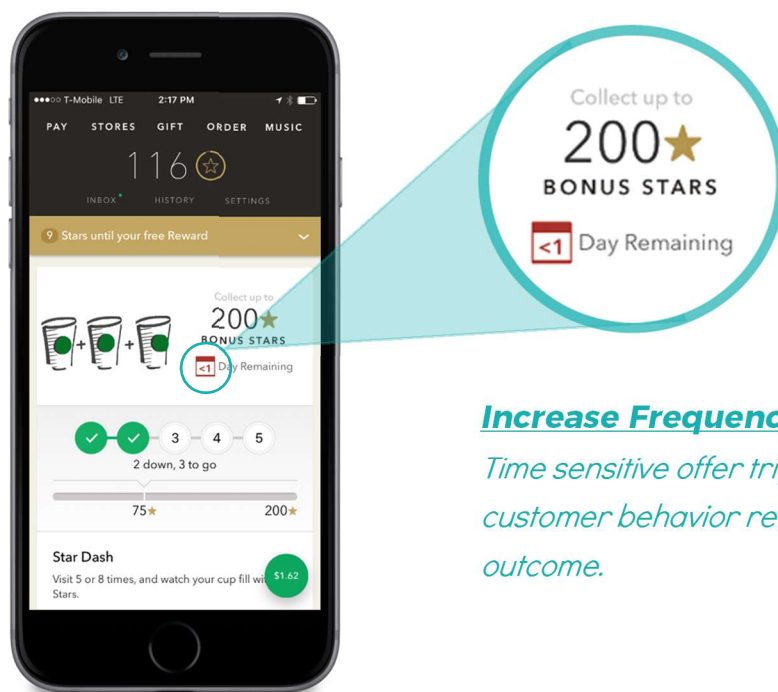 T-Mobile LTE 2:17 PM
PAY STORES GIFT ORDER MUSIC
116
INBOX HISTORY SETTINGS
9 Stars until your free Reward
Collect up to
200
BONUS STARS
<1 Day Remaining
3 4 5
2 down, 3 to go
75 200
Star Dash
Visit 5 or 8 times, and watch your cup fill
Stars.
$1.62
Collect up to
200
BONUS STARS
<1 Day Remaining
Increase
Time sensitive offer
customer behavior
outcome.